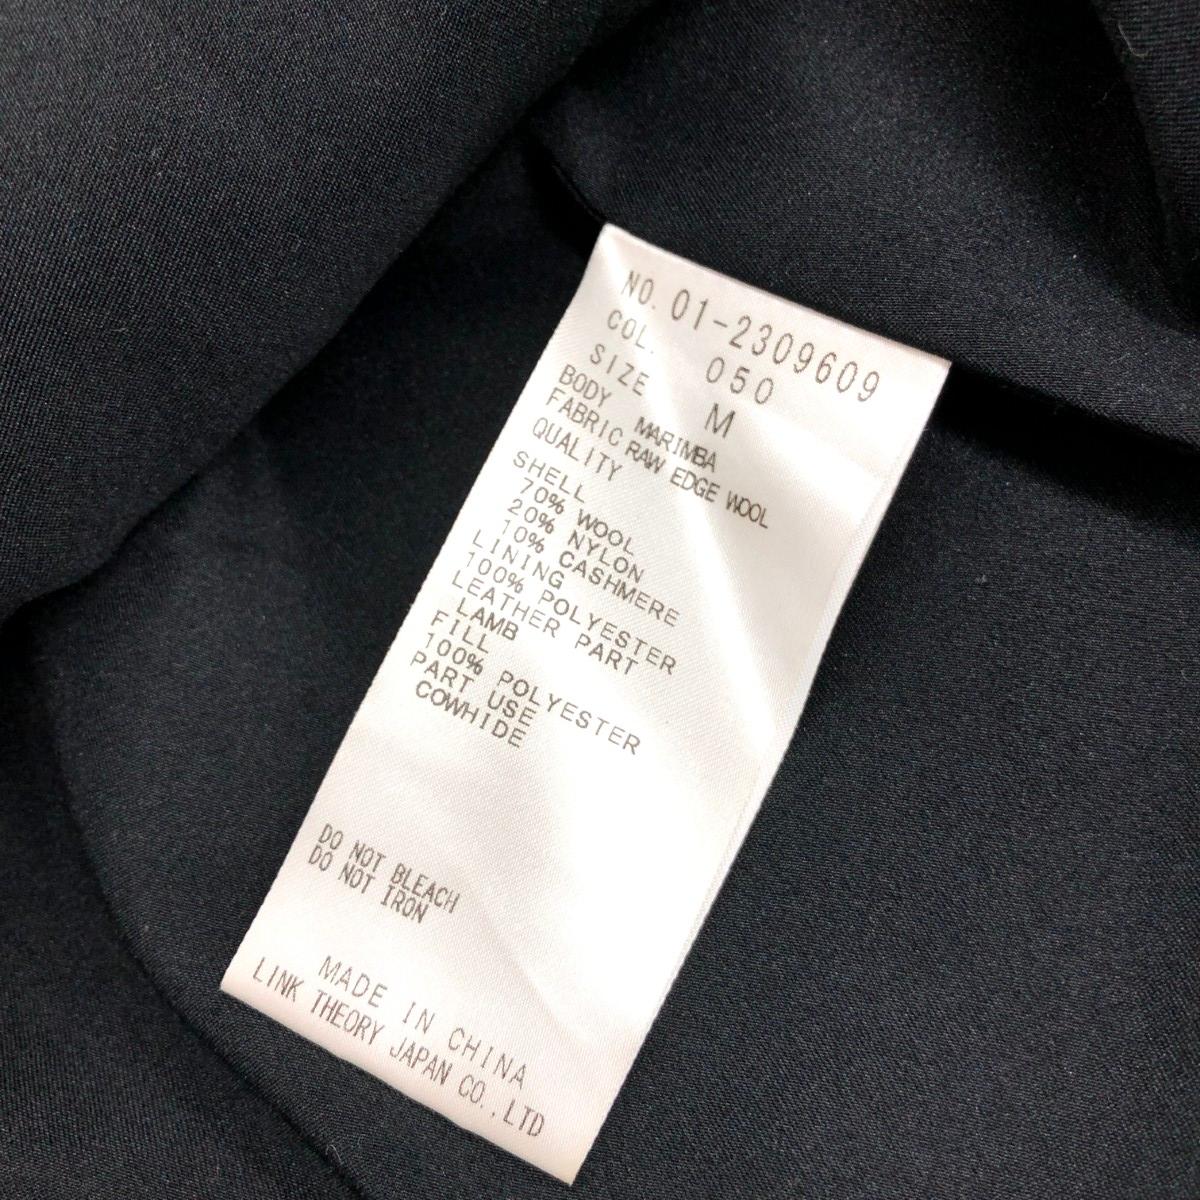 NO. 01-2309609
COL. 050
SIZE M
BODY MARIMBA
FABRIC RAW EDGE WOOL
QUALITY
SHELL
70% WOOL
20% NYLON
10% CASHMERE
LINING
100% POLYESTER
LEATHER PART
LAMB
FILL
100% POLYESTER
PART USE
COWHIDE
DO NOT BLEACH
DO NOT IRON
MADE IN CHINA
LINK THEORY JAPAN CO.,LTD